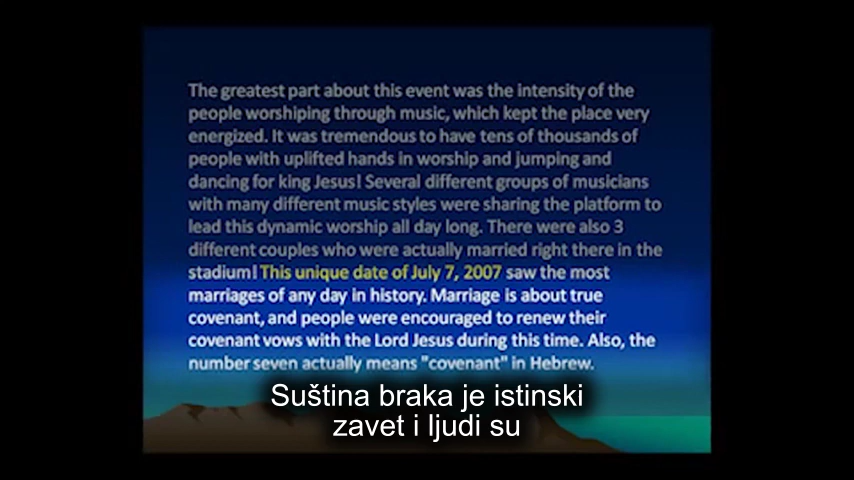 The greatest part about this event was the intensity of the
people worshiping through music, which kept the place very
energized. It was tremendous to have tens of thousands of
people with uplifted hands in worship and jumping and
dancing for king Jesus! Several different groups of musicians
with many different music styles were sharing the platform to
lead this dynamic worship all day long. There were also 3
different couples who were actually married right there in the
stadium! This unique date of July 7, 2007 saw the most
marriages of any day in history. Marriage is about true
covenant, and people were encouraged to renew their
covenant vows with the Lord Jesus during this time. Also, the
number seven actually means "covenant" in Hebrew.
Suština braka je istinski
zavet i ljudi su